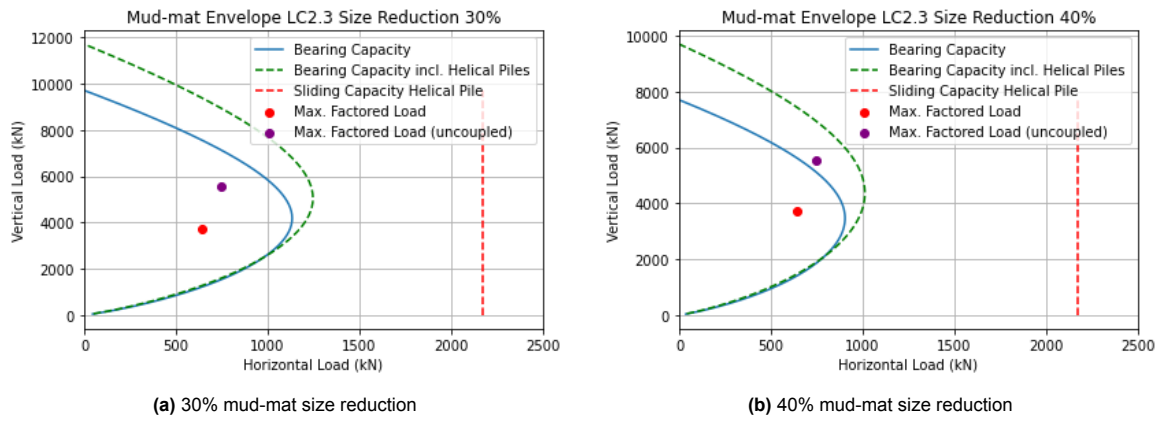 Mud-mat Envelope LC2.3 Size Reduction 30%
12000
10000
8000
6000
4000
2000
0
Vertical Load (kN)
Bearing Capacity
Bearing Capacity incl. Helical Piles
Sliding Capacity Helical Pile
Max. Factored Load
Max. Factored Load (uncoupled)
0 500 1000 1500 2000 2500
Horizontal Load (kN)
(a) 30% mud-mat size reduction
Mud-mat Envelope LC2.3 Size Reduction 40%
10000
8000
6000
4000
2000
0
Vertical Load (kN)
Bearing Capacity
Bearing Capacity incl. Helical Piles
Sliding Capacity Helical Pile
Max. Factored Load
Max. Factored Load (uncoupled)
0 500 1000 1500 2000 2500
Horizontal Load (kN)
(b) 40% mud-mat size reduction